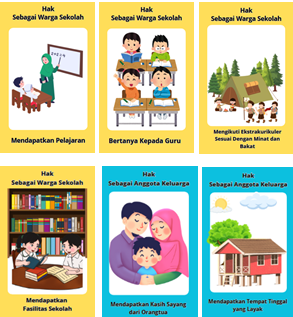 Hak
Sebagai Warga Sekolah
Mendapatkan Pelajaran
Hak
Sebagai Warga Sekolah
Bertanya Kepada Guru
Hak
Sebagai Warga Sekolah
Mengikuti Ekstrakurikuler
Sesuai Dengan Minat dan
Bakat
Hak
Sebagai Warga Sekolah
Mendapatkan
Fasilitas Sekolah
Hak
Sebagai Anggota Keluarga
Mendapatkan Kasih Sayang
dari Orangtua
Hak
Sebagai Anggota Keluarga
Mendapatkan Tempat Tinggal
yang Layak